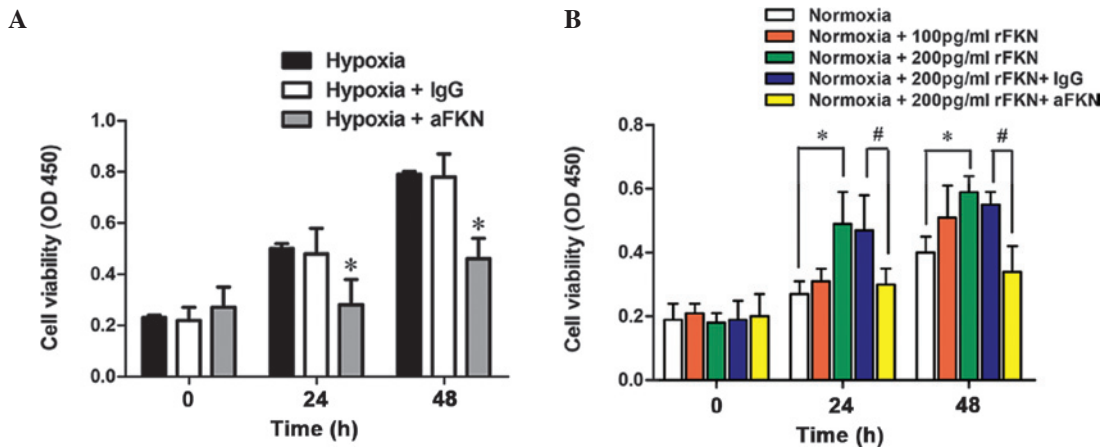 A
Hypoxia
Hypoxia + IgG
Hypoxia + aFKN
Cell viability (OD 450)
1.0
0.8
0.6
0.4
0.2
0.0
*
*
0
24
48
Time (h)
B
Normoxia
Normoxia + 100pg/ml rFKN
Normoxia + 200pg/ml rFKN
Normoxia + 200pg/ml rFKN+ IgG
Normoxia + 200pg/ml rFKN+ aFKN
Cell viability (OD 450)
0.8
0.6
0.4
0.2
0.0
*
#
*
#
0
24
48
Time (h)